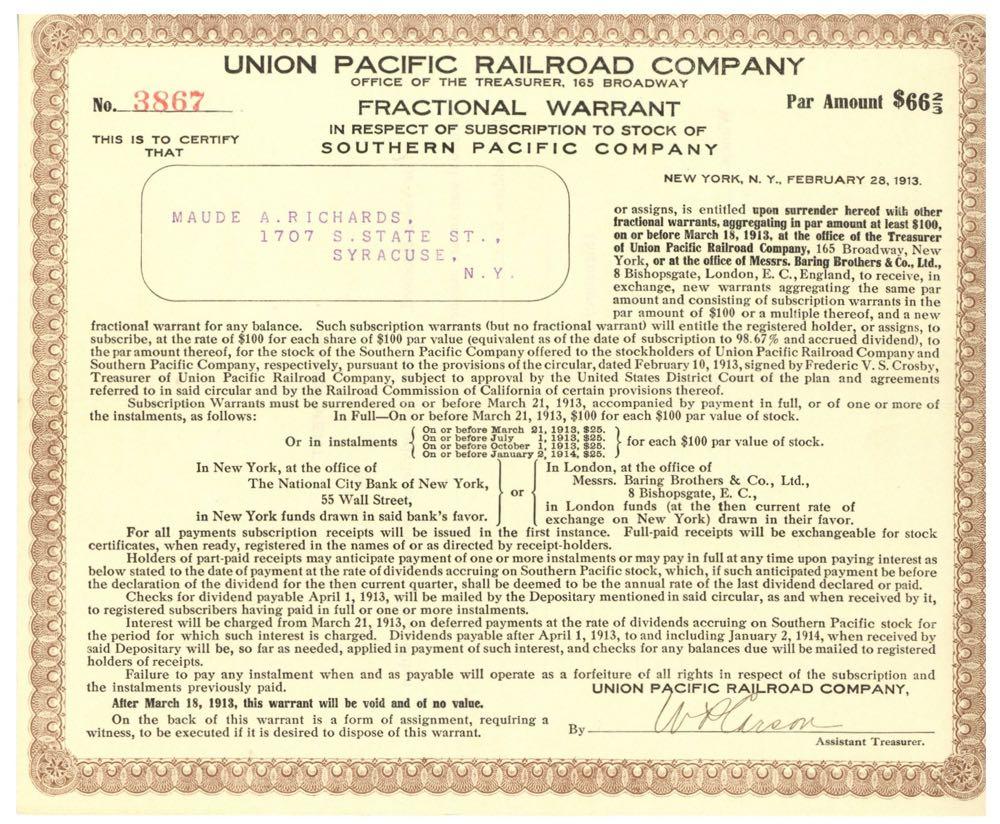 UNION PACIFIC RAILROAD COMPANY
OFFICE OF THE TREASURER, 165 BROADWAY
No. 3867
FRACTIONAL WARRANT
Par Amount $66 2/3
IN RESPECT OF SUBSCRIPTION TO STOCK OF
SOUTHERN PACIFIC COMPANY
THIS IS TO CERTIFY
THAT
NEW YORK, N. Y., FEBRUARY 28, 1913.
MAUDE A. RICHARDS,
1707 S. STATE ST.,
SYRACUSE,
N.Y.
or assigns, is entitled upon surrender hereof with other
fractional warrants, aggregating in par amount at least $100,
on or before March 18, 1913, at the office of the Treasurer
of Union Pacific Railroad Company, 165 Broadway, New
York, or at the office of Messrs. Baring Brothers & Co., Ltd.,
8 Bishopsgate, London, E. C., England, to receive, in
exchange, new warrants aggregating the same par
amount and consisting of subscription warrants in the
par amount of $100 or a multiple thereof, and a new
fractional warrant for any balance. Such subscription warrants (but no fractional warrant) will entitle the registered holder, or assigns, to
subscribe, at the rate of $100 for each share of $100 par value (equivalent as of the date of subscription to 98.67% and accrued dividend), to
the par amount thereof, for the stock of the Southern Pacific Company offered to the stockholders of Union Pacific Railroad Company and
Southern Pacific Company, respectively, pursuant to the provisions of the circular, dated February 10, 1913, signed by Frederic V. S. Crosby,
Treasurer of Union Pacific Railroad Company, subject to approval by the United States District Court of the plan and agreements
referred to in said circular and by the Railroad Commission of California of certain provisions thereof.
Subscription Warrants must be surrendered on or before March 21, 1913, accompanied by payment in full, or of one or more of
the instalments, as follows: In Full—On or before March 21, 1913, $100 for each $100 par value of stock.
Or in instalments
On or before March 21, 1913, $25.
On or before July 1, 1913, $25.
On or before October 1, 1913, $25.
On or before January 2, 1914, $25.
for each $100 par value of stock.
In New York, at the office of
The National City Bank of New York,
55 Wall Street,
in New York funds drawn in said bank's favor.
or
In London, at the office of
Messrs. Baring Brothers & Co., Ltd.,
8 Bishopsgate, E. C.,
in London funds (at the then current rate of
exchange on New York) drawn in their favor.
For all payments subscription receipts will be issued in the first instance. Full-paid receipts will be exchangeable for stock
certificates, when ready, registered in the names of or as directed by receipt-holders.
Holders of part-paid receipts may anticipate payment of one or more instalments or may pay in full at any time upon paying interest as
below stated to the date of payment at the rate of dividends accruing on Southern Pacific stock, which, if such anticipated payment be before
the declaration of the dividend for the then current quarter, shall be deemed to be the annual rate of the last dividend declared or paid.
Checks for dividend payable April 1, 1913, will be mailed by the Depositary mentioned in said circular, as and when received by it,
to registered subscribers having paid in full or one or more instalments.
Interest will be charged from March 21, 1913, on deferred payments at the rate of dividends accruing on Southern Pacific stock for
the period for which such interest is charged. Dividends payable after April 1, 1913, to and including January 2, 1914, when received by
said Depositary will be, so far as needed, applied in payment of such interest, and checks for any balances due will be mailed to registered
holders of receipts.
Failure to pay any instalment when and as payable will operate as a forfeiture of all rights in respect of the subscription and
the instalments previously paid.
UNION PACIFIC RAILROAD COMPANY,
After March 18, 1913, this warrant will be void and of no value.
On the back of this warrant is a form of assignment, requiring a
witness, to be executed if it is desired to dispose of this warrant.
By W P Carson
Assistant Treasurer.